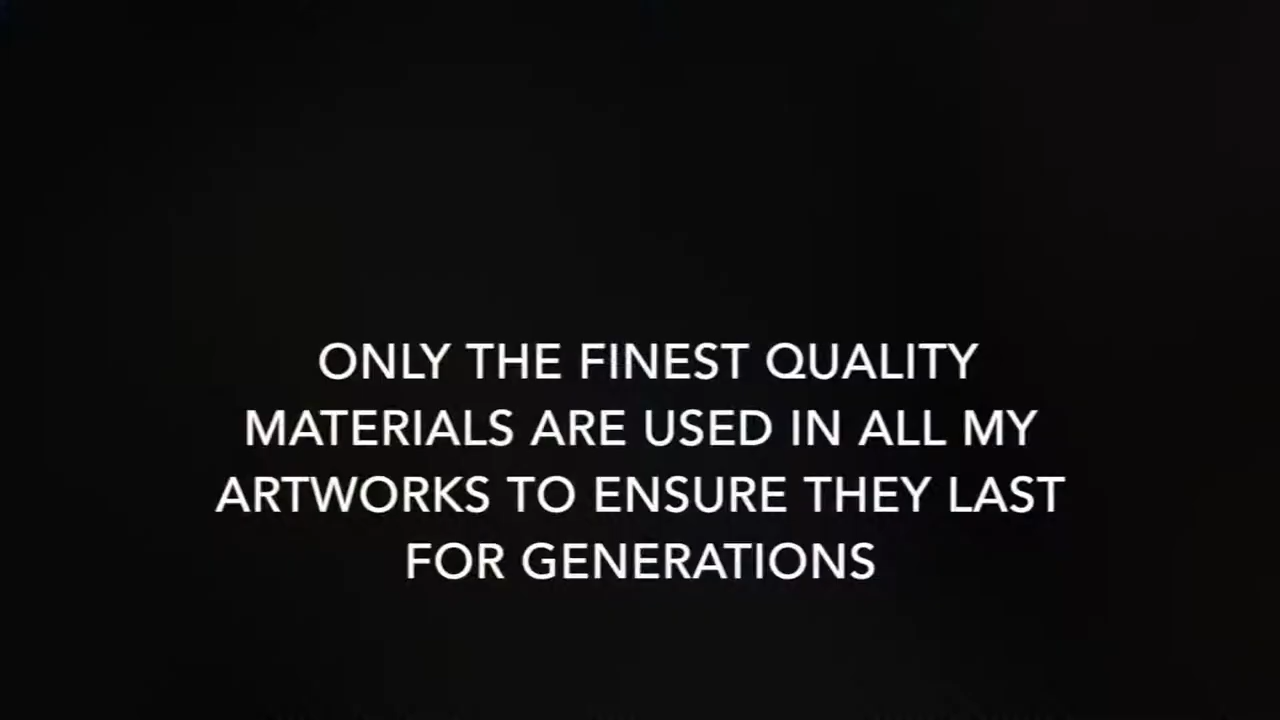 ONLY THE FINEST QUALITY
MATERIALS ARE USED IN ALL MY
ARTWORKS TO ENSURE THEY LAST
FOR GENERATIONS